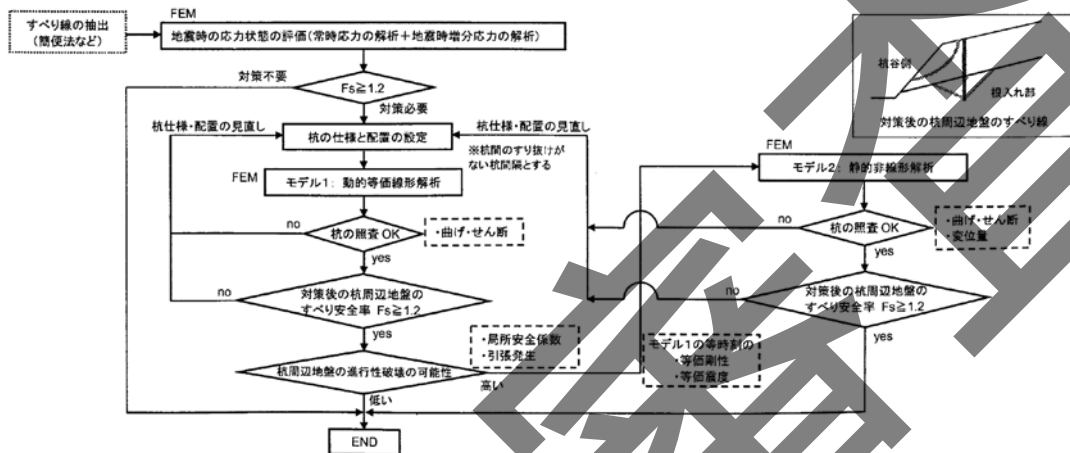 すべり線の抽出
(簡便法など)
FEM
地震時の応力状態の評価(常時応力の解析+地震時増分応力の解析)
対策不要
Fs≧1.2
対策必要
杭仕様・配置の見直し
杭の仕様と配置の設定
杭仕様・配置の見直し
※杭間のすり抜けが
ない杭間隔とする
FEM
モデル1:動的等価線形解析
no
杭の照査 OK
・曲げ・せん断
yes
no
対策後の杭周辺地盤の
すべり安全率 Fs≧1.2
yes
・局所安全係数
・引張発生
杭周辺地盤の進行性破壊の可能性
高い
低い
END
杭谷側
根入れ部
対策後の杭周辺地盤のすべり線
FEM
モデル2:静的非線形解析
no
杭の照査 OK
・曲げ・せん断
・変位量
yes
no
対策後の杭周辺地盤の
すべり安全率 Fs≧1.2
yes
モデル1の等時刻の
・等価剛性
・等価震度